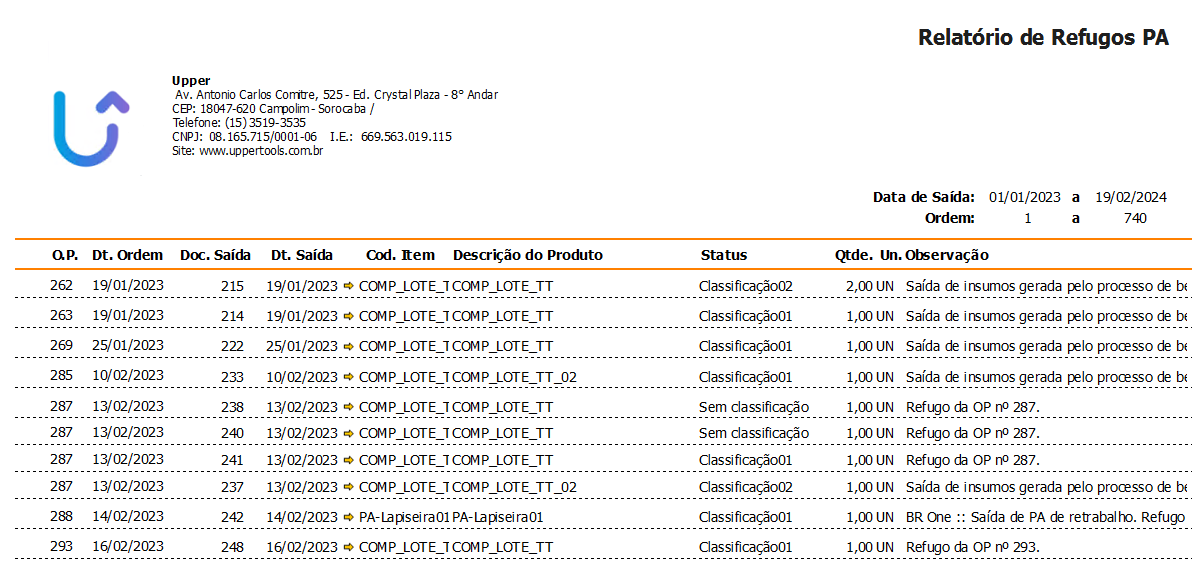 Relatório de Refugos PA
Upper
Av. Antonio Carlos Comitre, 525 - Ed. Crystal Plaza - 8° Andar
CEP: 18047-620 Campolim - Sorocaba /
Telefone: (15) 3519-3535
CNPJ: 08.165.715/0001-06 I.E.: 669.563.019.115
Site: www.uppertools.com.br
Data de Saída: 01/01/2023 a 19/02/2024
Ordem: 1 a 740
O.P. Dt. Ordem Doc. Saída Dt. Saída Cod. Item Descrição do Produto Status Qtde. Un. Observação
262 19/01/2023 215 19/01/2023 COMP_LOTE_T COMP_LOTE_TT Classificação02 2,00 UN Saída de insumos gerada pelo processo de be
263 19/01/2023 214 19/01/2023 COMP_LOTE_T COMP_LOTE_TT Classificação01 1,00 UN Saída de insumos gerada pelo processo de be
269 25/01/2023 222 25/01/2023 COMP_LOTE_T COMP_LOTE_TT Classificação01 1,00 UN Saída de insumos gerada pelo processo de be
285 10/02/2023 233 10/02/2023 COMP_LOTE_T COMP_LOTE_TT_02 Classificação01 1,00 UN Saída de insumos gerada pelo processo de be
287 13/02/2023 238 13/02/2023 COMP_LOTE_T COMP_LOTE_TT Sem classificação 1,00 UN Refugo da OP nº 287.
287 13/02/2023 240 13/02/2023 COMP_LOTE_T COMP_LOTE_TT Sem classificação 1,00 UN Refugo da OP nº 287.
287 13/02/2023 241 13/02/2023 COMP_LOTE_T COMP_LOTE_TT Classificação01 1,00 UN Refugo da OP nº 287.
287 13/02/2023 237 13/02/2023 COMP_LOTE_T COMP_LOTE_TT_02 Classificação02 1,00 UN Saída de insumos gerada pelo processo de be
288 14/02/2023 242 14/02/2023 PA-Lapiseira01 PA-Lapiseira01 Classificação01 1,00 UN BR One :: Saída de PA de retrabalho. Refugo
293 16/02/2023 248 16/02/2023 COMP_LOTE_T COMP_LOTE_TT Classificação01 1,00 UN Refugo da OP nº 293.